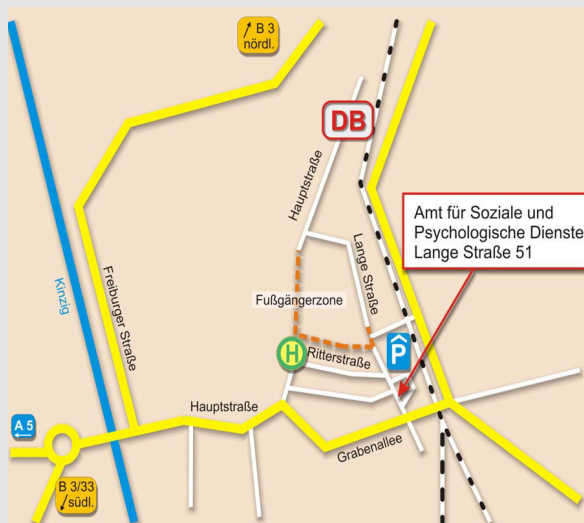 B 3
nördl.
DB
Hauptstraße
Amt für Soziale und
Psychologische Dienste
Lange Straße 51
Lange Straße
Kinzig
Freiburger Straße
Fußgängerzone
H
Ritterstraße
P
Hauptstraße
A 5
Grabenallee
B 3/33
südl.